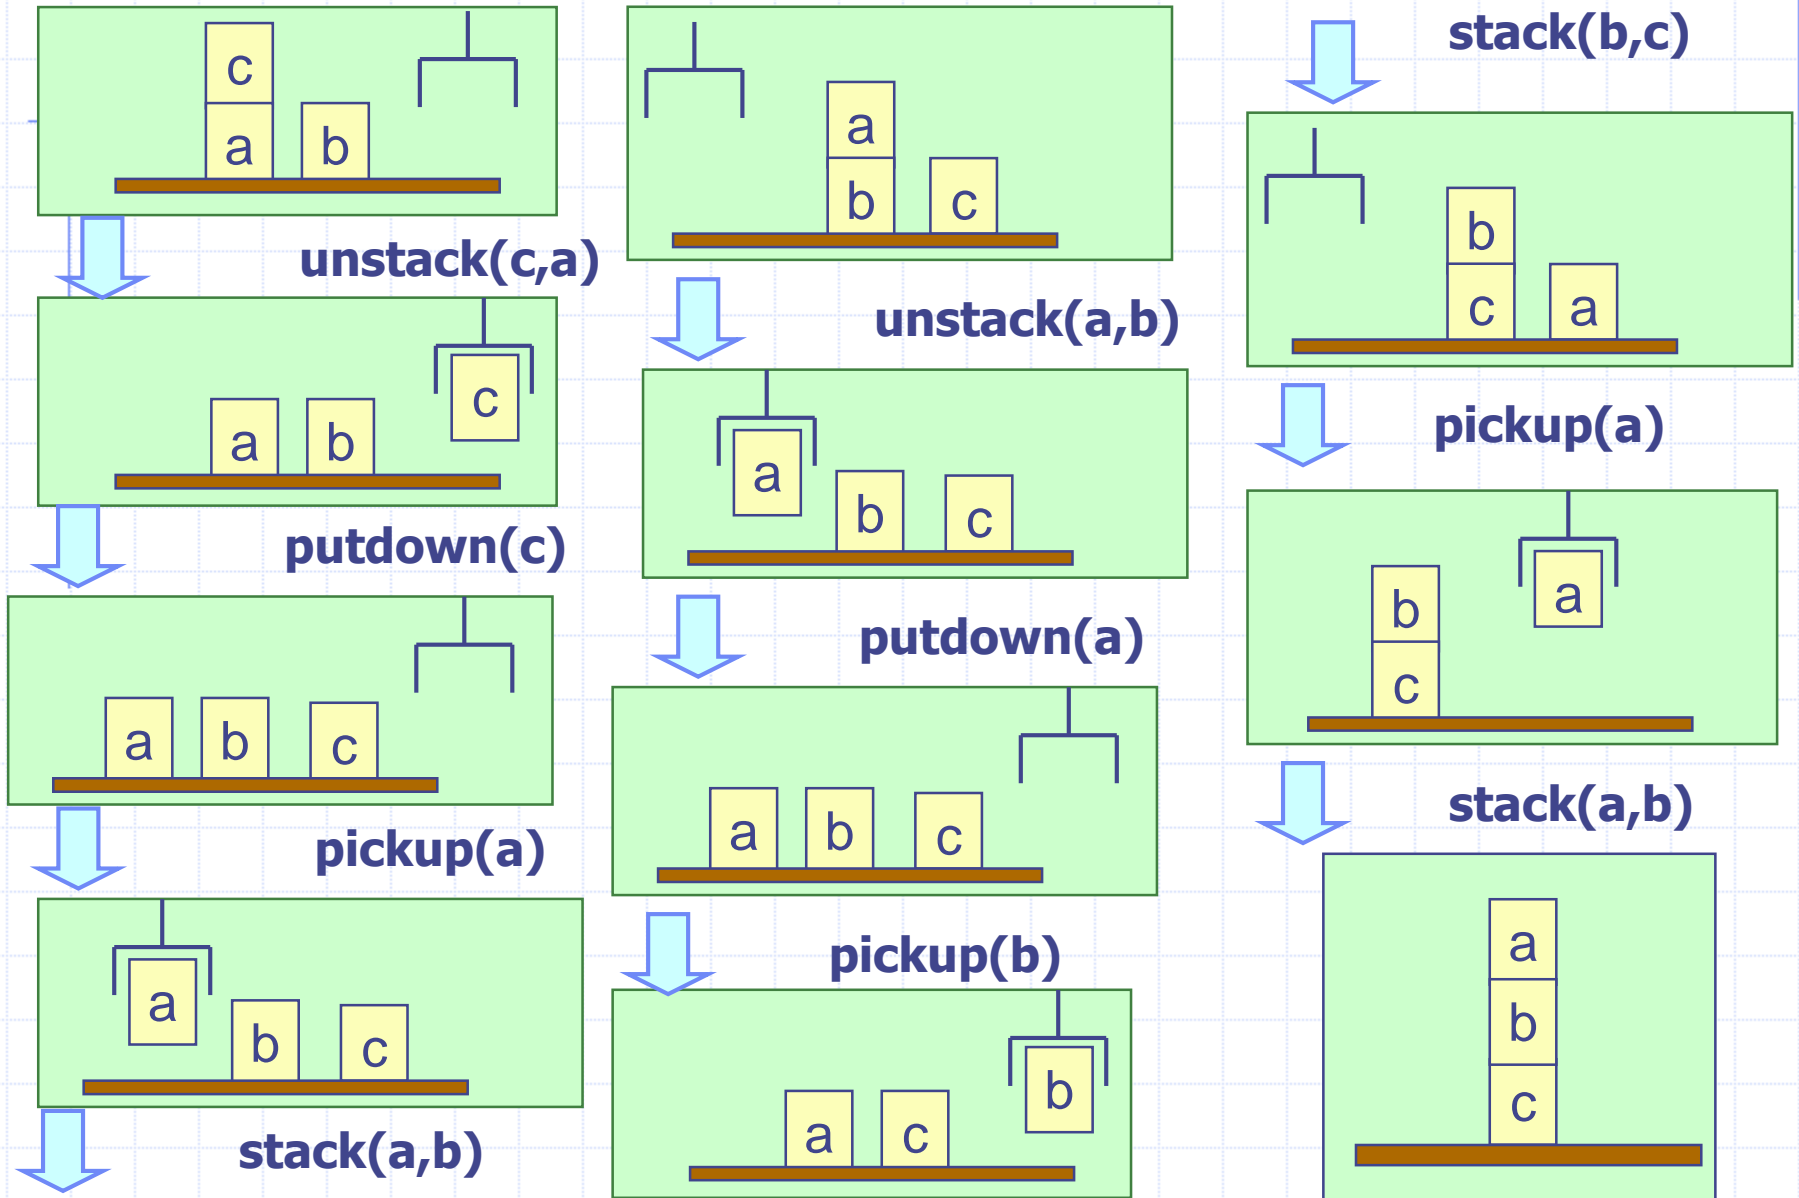 c
a b
unstack(c,a)
c
a b
putdown(c)
a b c
pickup(a)
a
b c
stack(a,b)
a
b c
unstack(a,b)
a
b c
putdown(a)
a b c
pickup(b)
b
a c
stack(b,c)
b
c a
pickup(a)
a
b
c
stack(a,b)
a
b
c